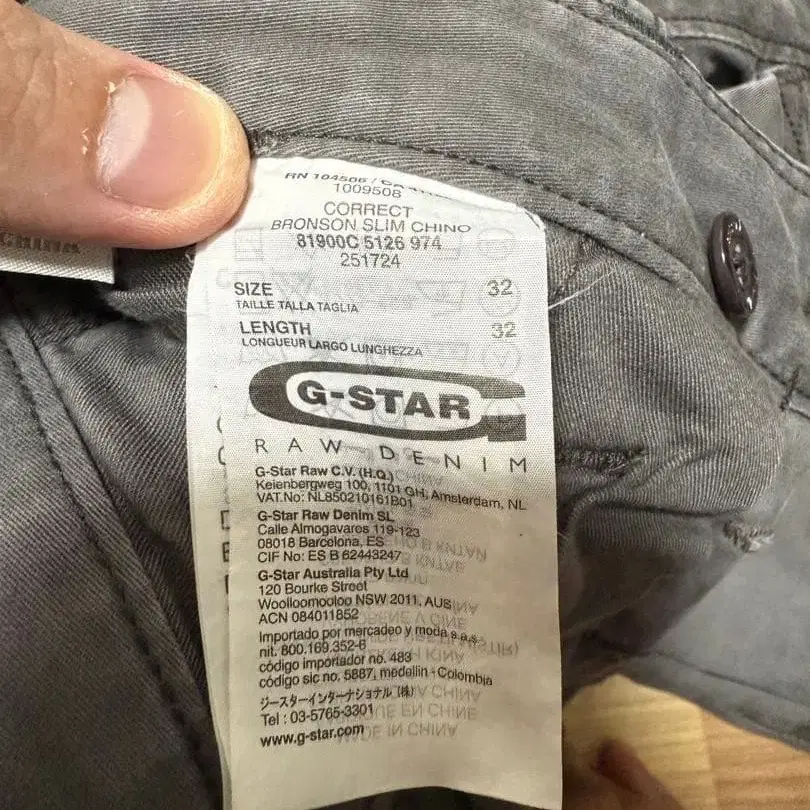 RN 104506 / CA
1009508
CORRECT
BRONSON SLIM CHINO
81900C 5126 974
251724
SIZE 32
TAILLE TALLA TAGLIA
LENGTH 32
LONGUEUR LARGO LUNGHEZZA
G-STAR
RAW DENIM
G-Star Raw C.V. (H.Q.)
Keienbergweg 100, 1101 GH, Amsterdam, NL
VAT.No: NL850210161B01
G-Star Raw Denim SL
Calle Almogavares 119-123
08018 Barcelona, ES
CIF No: ES B 62443247
G-Star Australia Pty Ltd
120 Bourke Street
Woolloomooloo NSW 2011, AUS
ACN 084011852
Importado por mercadeo y moda s.a.s.
nit. 800.169.352-6
código importador no. 483
código sic no. 5887, medellin - Colombia
ジースターインターナショナル（株）
Tel : 03-5765-3301
www.g-star.com
CHINA